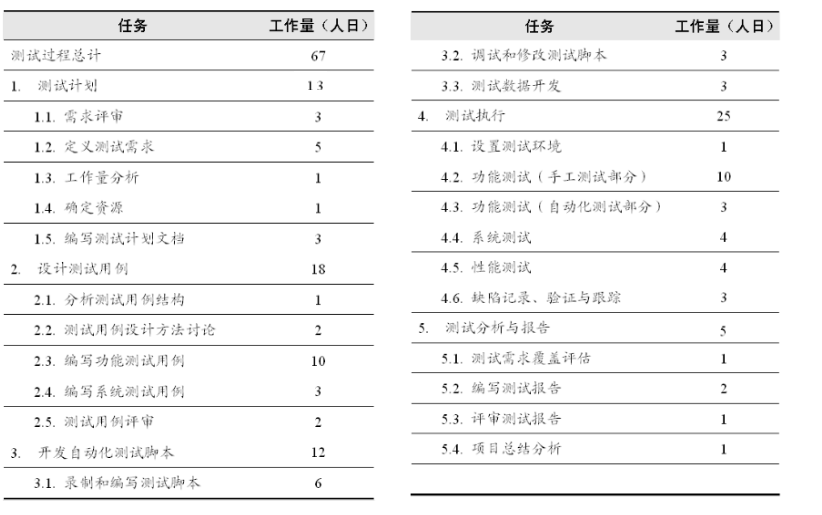 任务 工作量（人日）
测试过程总计 67
1. 测试计划 13
1.1. 需求评审 3
1.2. 定义测试需求 5
1.3. 工作量分析 1
1.4. 确定资源 1
1.5. 编写测试计划文档 3
2. 设计测试用例 18
2.1. 分析测试用例结构 1
2.2. 测试用例设计方法讨论 2
2.3. 编写功能测试用例 10
2.4. 编写系统测试用例 3
2.5. 测试用例评审 2
3. 开发自动化测试脚本 12
3.1. 录制和编写测试脚本 6
任务 工作量（人日）
3.2. 调试和修改测试脚本 3
3.3. 测试数据开发 3
4. 测试执行 25
4.1. 设置测试环境 1
4.2. 功能测试（手工测试部分） 10
4.3. 功能测试（自动化测试部分） 3
4.4. 系统测试 4
4.5. 性能测试 4
4.6. 缺陷记录、验证与跟踪 3
5. 测试分析与报告 5
5.1. 测试需求覆盖评估 1
5.2. 编写测试报告 2
5.3. 评审测试报告 1
5.4. 项目总结分析 1